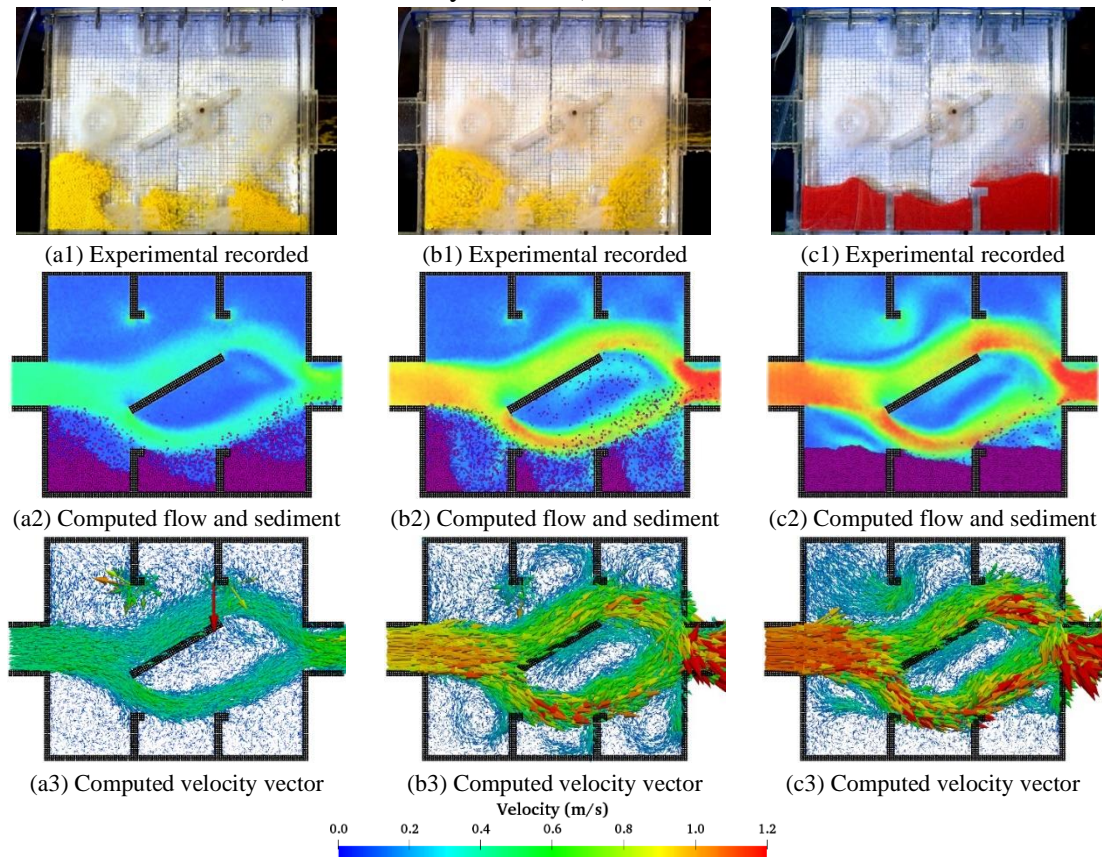 (a1) Experimental recorded
(b1) Experimental recorded
(c1) Experimental recorded
(a2) Computed flow and sediment
(b2) Computed flow and sediment
(c2) Computed flow and sediment
(a3) Computed velocity vector
(b3) Computed velocity vector
(c3) Computed velocity vector
Velocity (m/s)
0.0 0.2 0.4 0.6 0.8 1.0 1.2